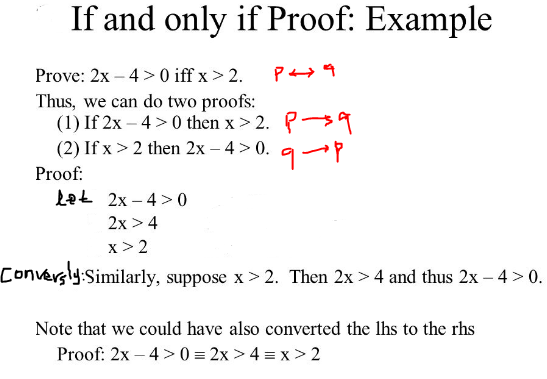 If and only if Proof: Example
Prove: 2x – 4 > 0 iff x > 2. P ↔ q
Thus, we can do two proofs:
(1) If 2x – 4 > 0 then x > 2. P → q
(2) If x > 2 then 2x – 4 > 0. q → P
Proof:
Let 2x – 4 > 0
2x > 4
x > 2
Conversly: Similarly, suppose x > 2. Then 2x > 4 and thus 2x – 4 > 0.
Note that we could have also converted the lhs to the rhs
Proof: 2x – 4 > 0 ≡ 2x > 4 ≡ x > 2